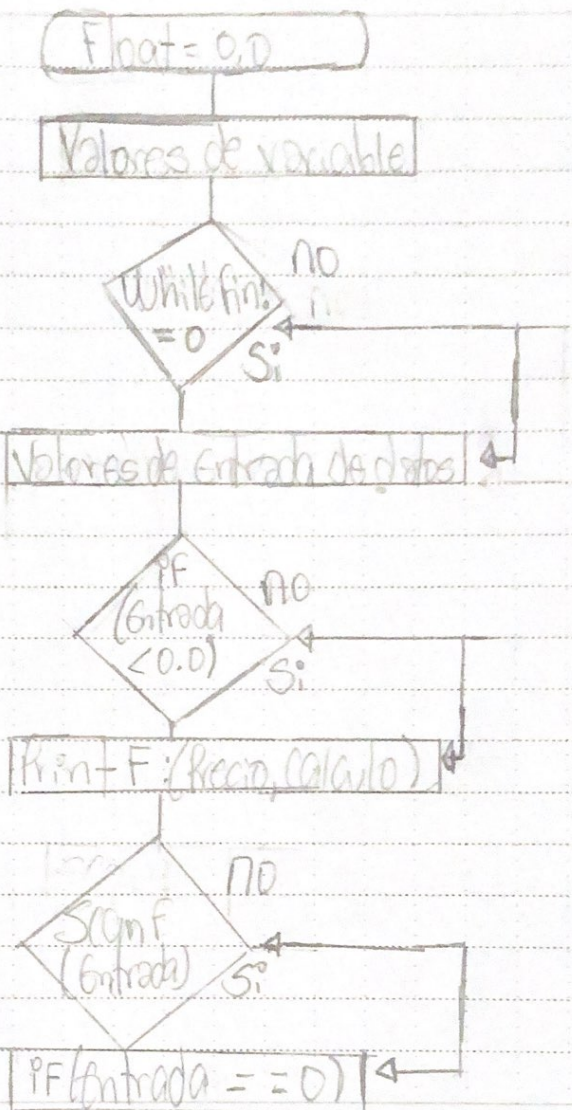 Float = 0,0
Valores de variable
While fin!
= 0
no
Si
Valores de Entrada de datos
if
(Entrada
<0.0)
no
Si
Printf:(Precio, Calculo)
no
Scanf
(Entrada)
Si
if(Entrada = = 0)